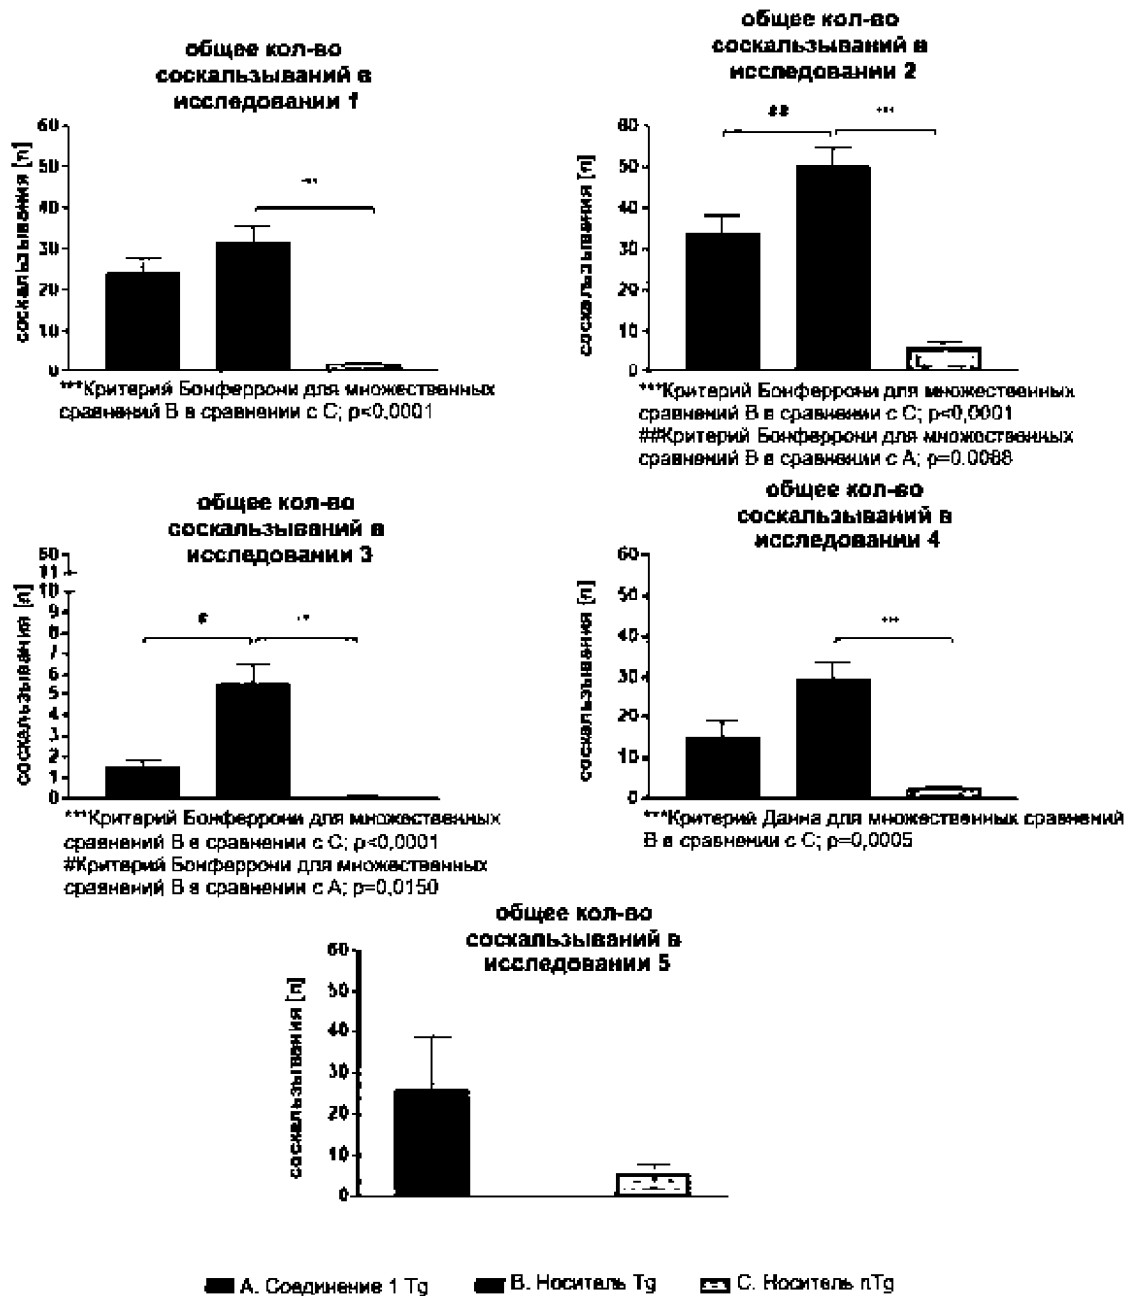 общее кол-во
соскальзываний в
исследовании 1
соскальзывания [n]
60
50
40
30
20
10
0
***
***Критерий Бонферрони для множественных
сравнений B в сравнении с C; p<0,0001
общее кол-во
соскальзываний в
исследовании 2
соскальзывания [n]
60
50
40
30
20
10
0
##
***
***Критерий Бонферрони для множественных
сравнений B в сравнении с C; p<0,0001
##Критерий Бонферрони для множественных
сравнений B в сравнении с A; p=0.0068
общее кол-во
соскальзываний в
исследовании 3
соскальзывания [n]
50
11
10
9
8
7
6
5
4
3
2
1
0
#
***Критерий Бонферрони для множественных
сравнений B в сравнении с C; p<0,0001
#Критерий Бонферрони для множественных
сравнений B в сравнении с A; p=0,0150
общее кол-во
соскальзываний в
исследовании 4
соскальзывания [n]
60
50
40
30
20
10
0
***
***Критерий Данна для множественных сравнений
B в сравнении с C; p=0,0005
общее кол-во
соскальзываний в
исследовании 5
соскальзывания [n]
60
50
40
30
20
10
0
A. Соединение 1 Tg B. Носитель Tg C. Носитель nTg